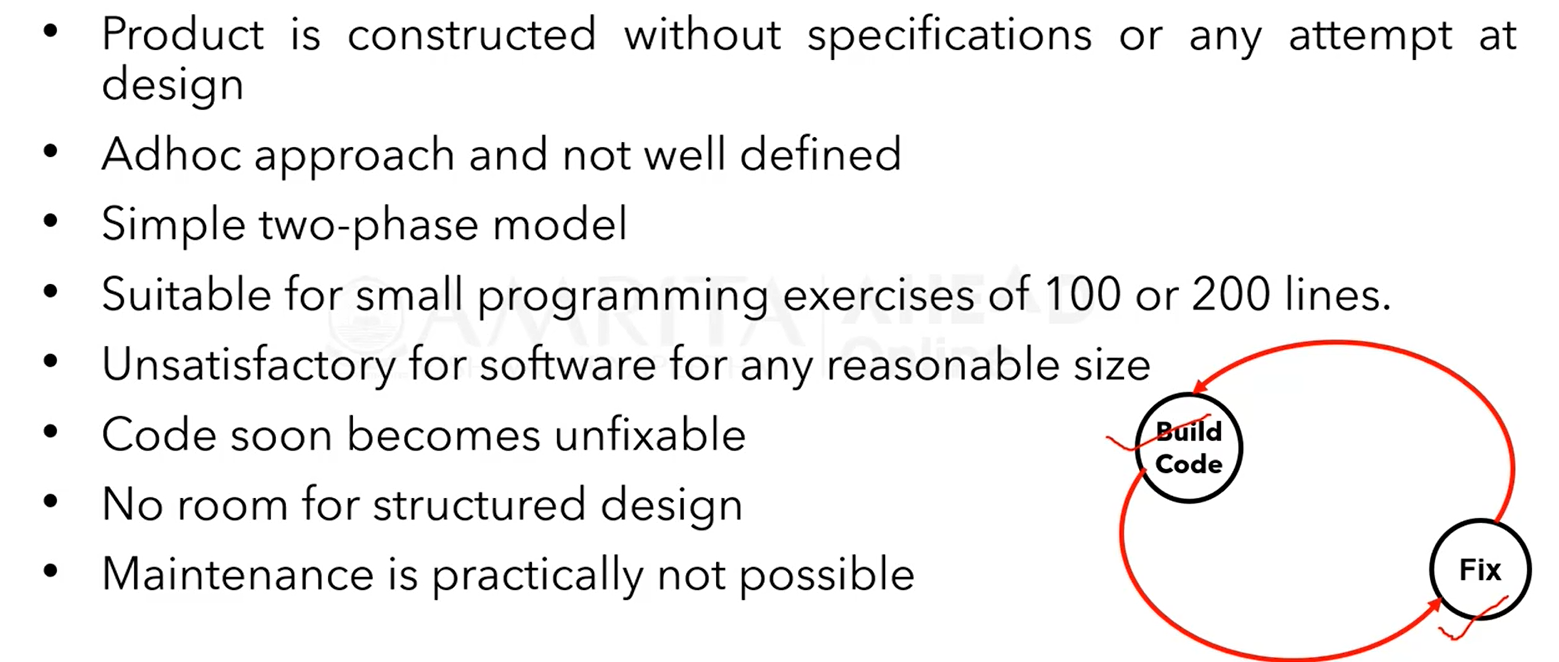 • Product is constructed without specifications or any attempt at
design
• Adhoc approach and not well defined
• Simple two-phase model
• Suitable for small programming exercises of 100 or 200 lines.
AMRITA AHEAD
Online
• Unsatisfactory for software for any reasonable size
• Code soon becomes unfixable
• No room for structured design
• Maintenance is practically not possible
Build
Code
Fix